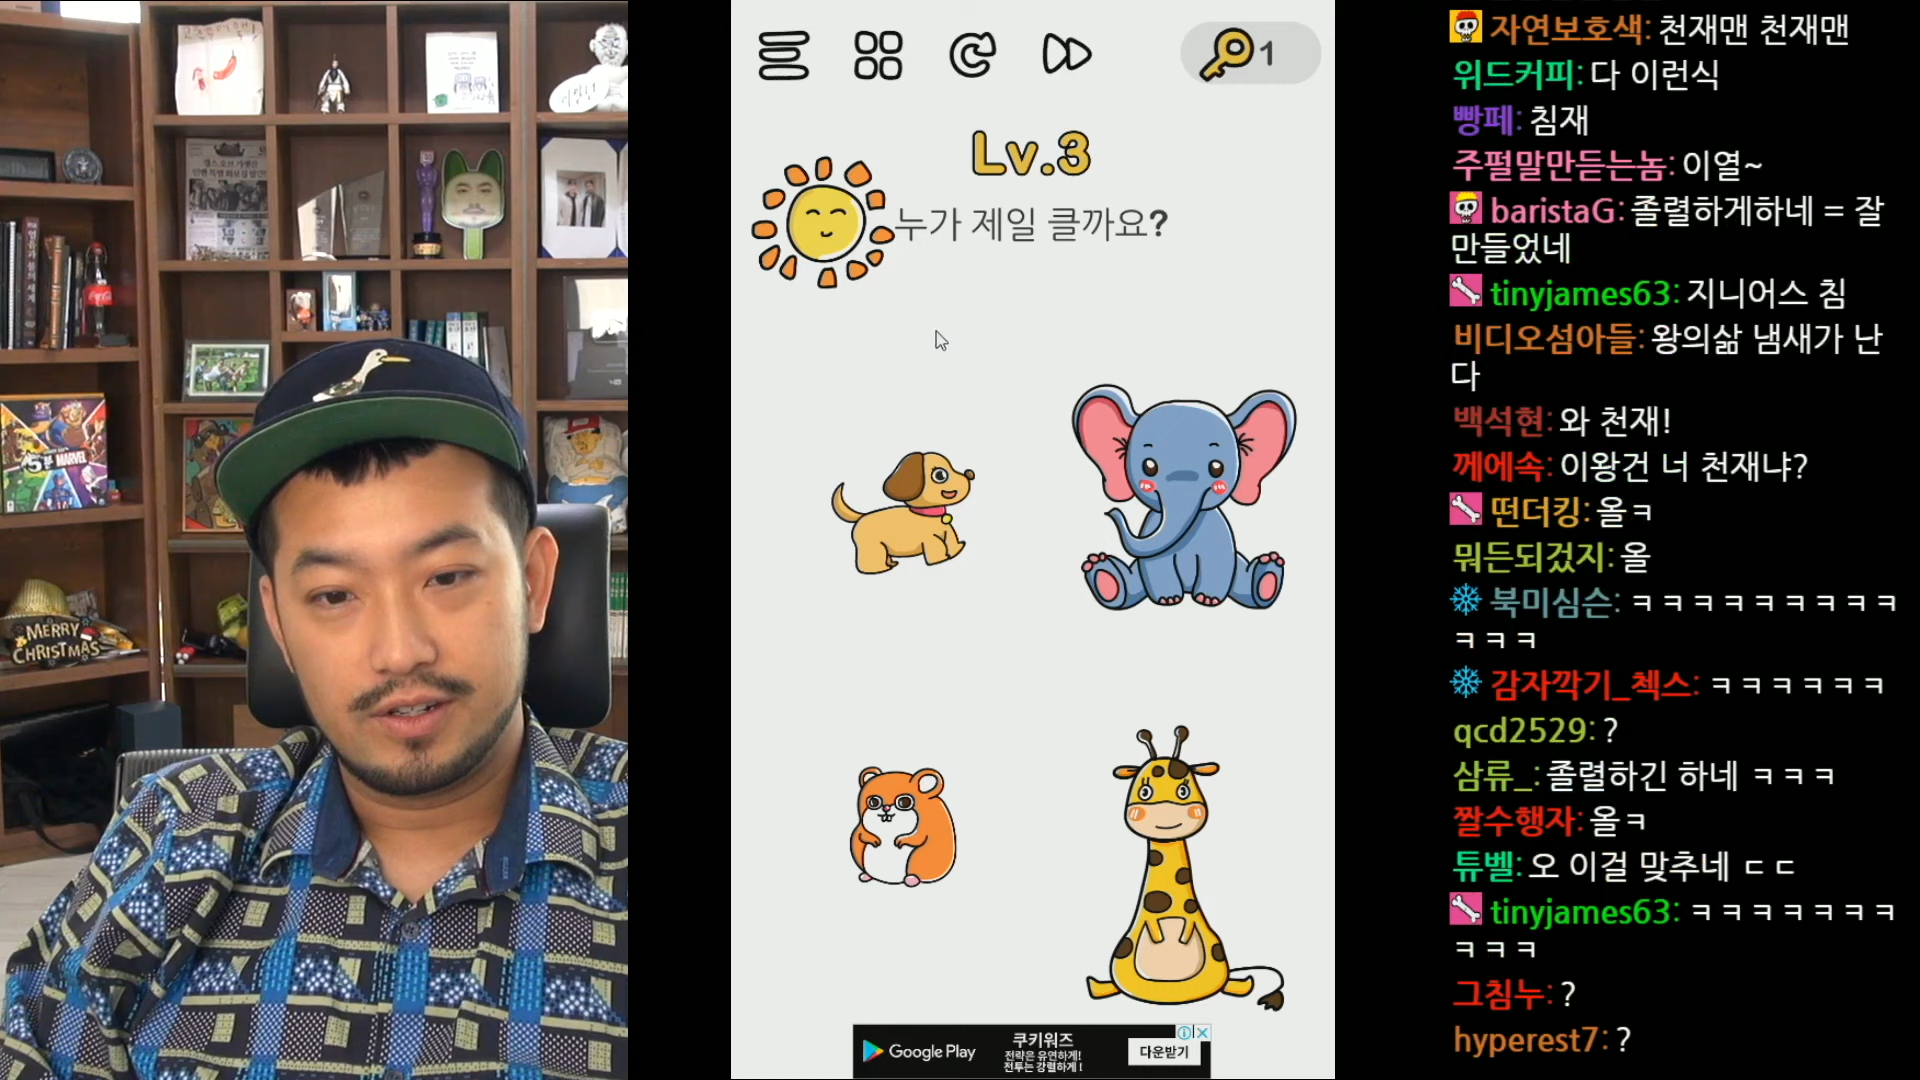 1
Lv.3
누가 제일 클까요?
Google Play
쿠키워즈
전략은 유연하게!
전투는 강렬하게!
다운받기
자연보호색: 천재맨 천재맨
위드커피: 다 이런식
빵페: 침재
주펄말만듣는놈: 이열~
baristaG: 졸렬하게하네 = 잘
만들었네
tinyjames63: 지니어스 침
비디오섬아들: 왕의삶 냄새가 난
다
백석현: 와 천재!
께에속: 이왕건 너 천재냐?
떤더킹: 올ㅋ
뭐든되겄지: 올
북미심슨: ㅋㅋㅋㅋㅋㅋㅋㅋㅋ
ㅋㅋㅋ
감자깍기_첵스: ㅋㅋㅋㅋㅋㅋ
qcd2529: ?
삼류_: 졸렬하긴 하네 ㅋㅋㅋ
짤수행자: 올ㅋ
튜벨: 오 이걸 맞추네 ㄷㄷ
tinyjames63: ㅋㅋㅋㅋㅋㅋㅋ
ㅋㅋㅋ
그침누: ?
hyperest7: ?
MERRY
CHRISTMAS
5분 MARVEL